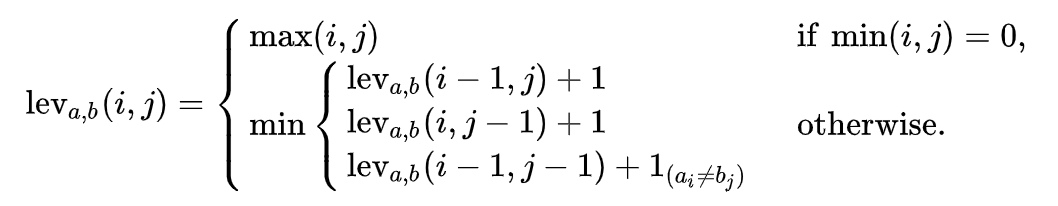 max(i, j) if min(i, j) = 0,
lev_{a,b}(i − 1, j) + 1
lev_{a,b}(i, j) = min lev_{a,b}(i, j − 1) + 1 otherwise.
lev_{a,b}(i − 1, j − 1) + 1_{(a_i≠b_j)}